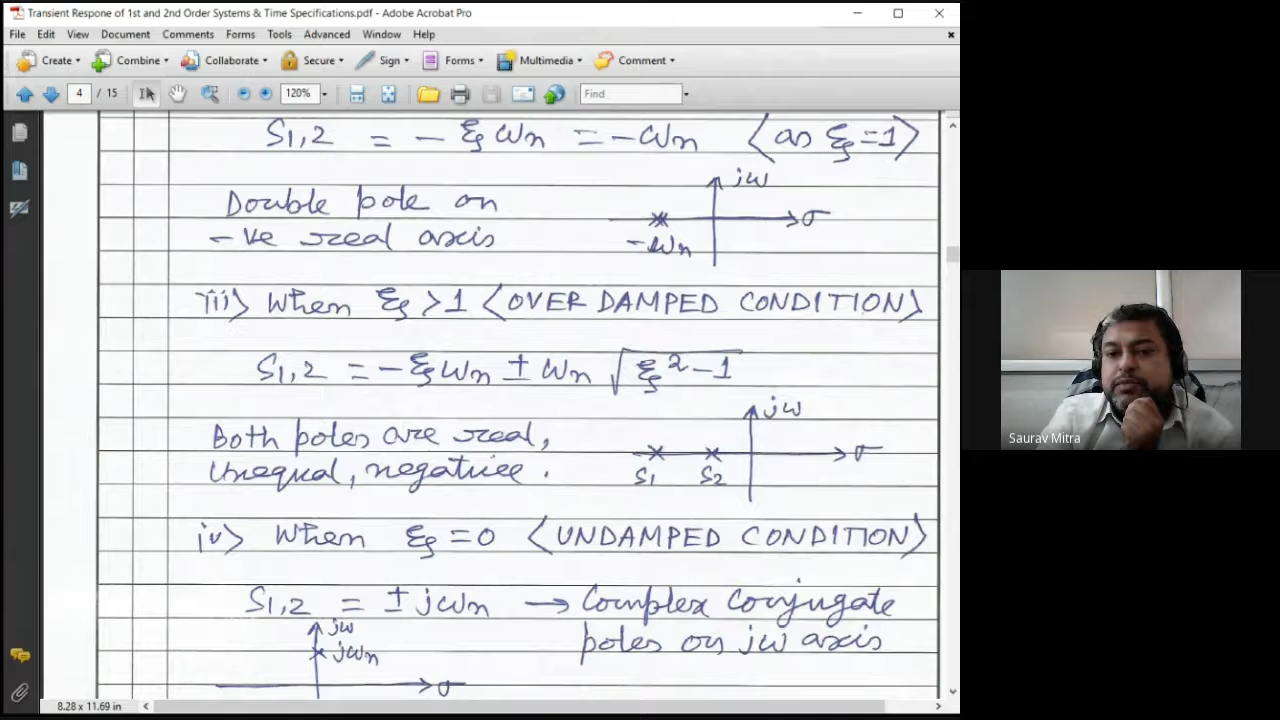 Transient Respone of 1st and 2nd Order Systems & Time Specifications.pdf - Adobe Acrobat Pro
File Edit View Document Comments Forms Tools Advanced Window Help
Create Combine Collaborate Secure Sign Forms Multimedia Comment
4 / 15 120% Find
S1,2 = - ξωn = -ωn <as ξ=1>
jω
Double pole on
σ
-ve real axis
-ωn
iii> When ξ>1 <OVER DAMPED CONDITION>
S1,2 = -ξωn ± ωn √ξ²-1
jω
Both poles are real,
σ
unequal, negative.
S1 S2
iv> When ξ=0 <UNDAMPED CONDITION>
S1,2 = ±jωn → Complex Conjugate
poles on jω axis
jω
jωn
σ
8.28 x 11.69 in
Saurav Mitra